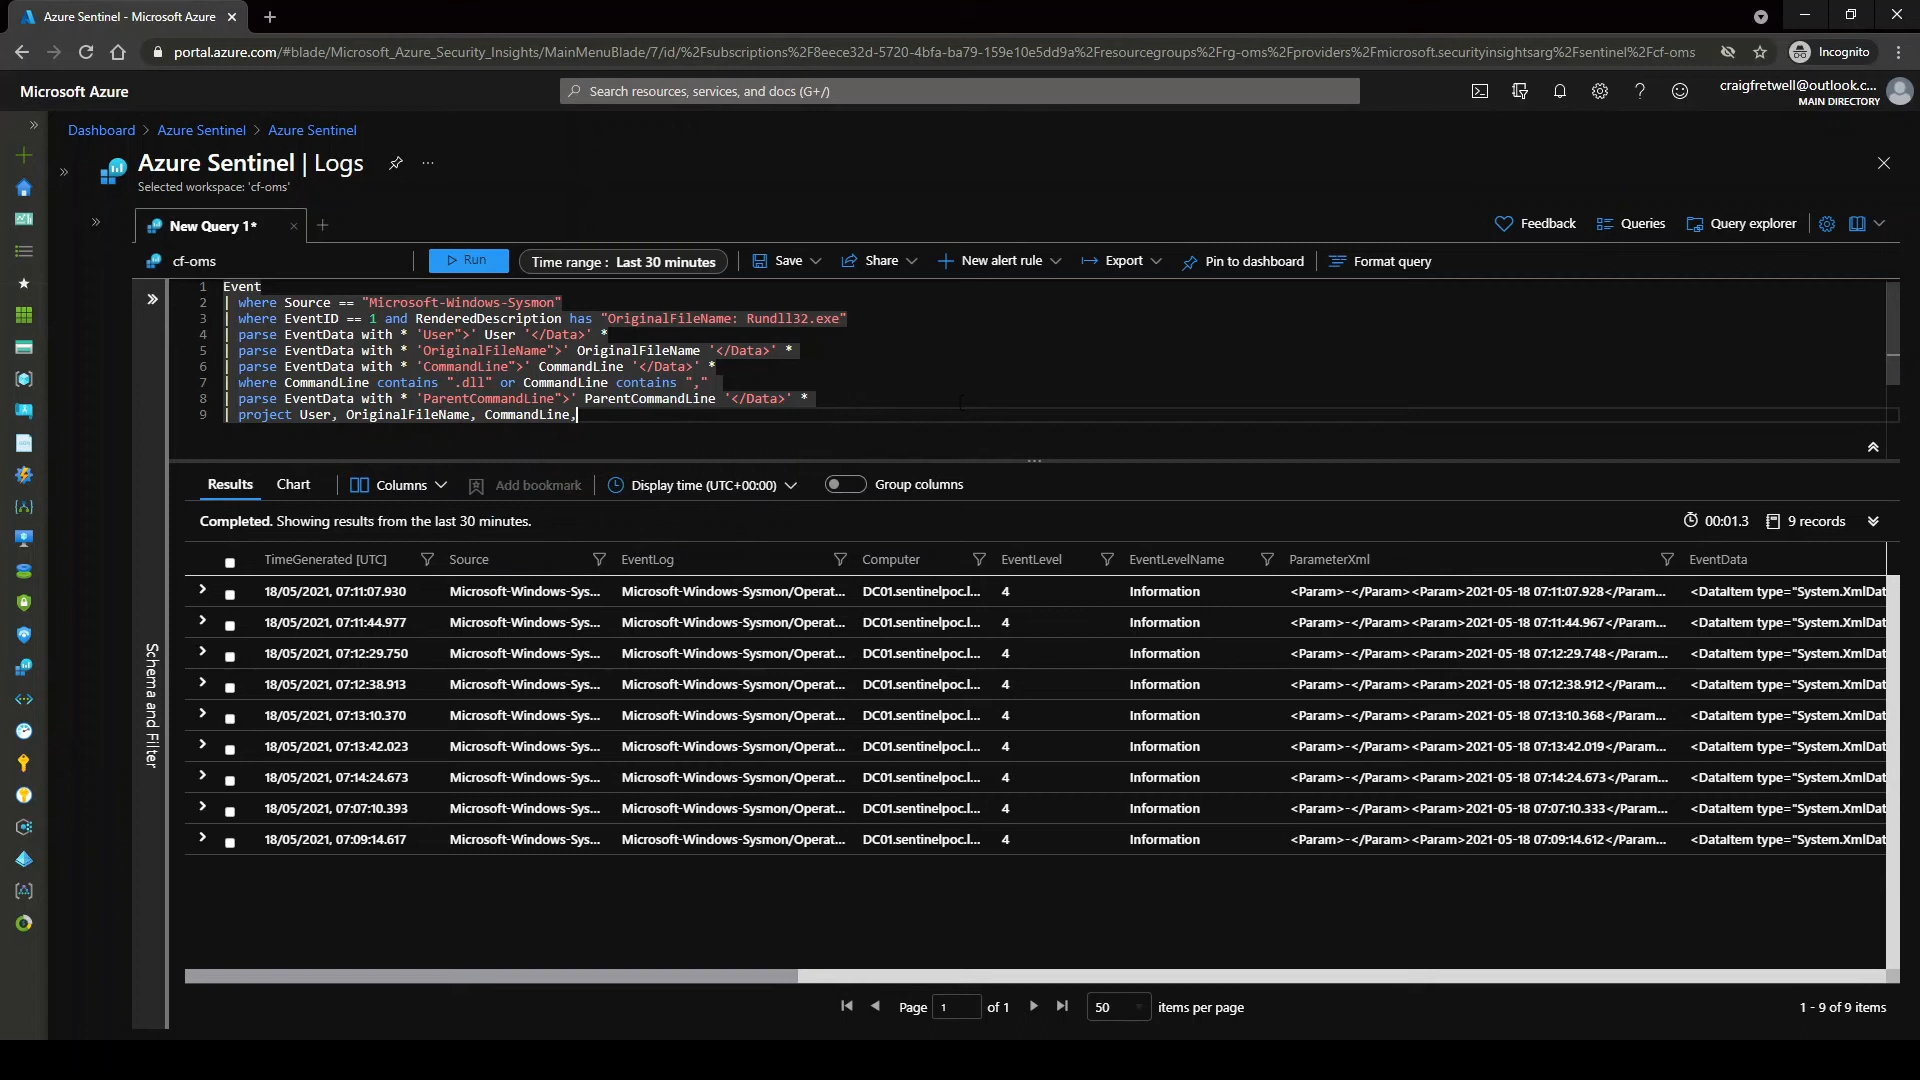 Azure Sentinel - Microsoft Azure
portal.azure.com/#blade/Microsoft_Azure_Security_Insights/MainMenuBlade/7/id/%2Fsubscriptions%2F8eece32d-5720-4bfa-ba79-159e10e5dd9a%2Fresourcegroups%2Frg-oms%2Fproviders%2Fmicrosoft.securityinsightsarg%2Fsentinel%2Fcf-oms
Incognito
Microsoft Azure
Search resources, services, and docs (G+/)
craigfretwell@outlook.c...
MAIN DIRECTORY
Dashboard > Azure Sentinel > Azure Sentinel
Azure Sentinel | Logs
Selected workspace: 'cf-oms'
New Query 1*
Feedback Queries Query explorer
cf-oms
Run
Time range : Last 30 minutes
Save Share New alert rule Export Pin to dashboard Format query
1 Event
2 | where Source == "Microsoft-Windows-Sysmon"
3 | where EventID == 1 and RenderedDescription has "OriginalFileName: Rundll32.exe"
4 | parse EventData with * 'User">' User '</Data>' *
5 | parse EventData with * 'OriginalFileName">' OriginalFileName '</Data>' *
6 | parse EventData with * 'CommandLine">' CommandLine '</Data>' *
7 | where CommandLine contains ".dll" or CommandLine contains ","
8 | parse EventData with * 'ParentCommandLine">' ParentCommandLine '</Data>' *
9 | project User, OriginalFileName, CommandLine,
Schema and Filter
Results Chart Columns Add bookmark Display time (UTC+00:00) Group columns
Completed. Showing results from the last 30 minutes. 00:01.3 9 records
TimeGenerated [UTC] Source EventLog Computer EventLevel EventLevelName ParameterXml EventData
18/05/2021, 07:11:07.930 Microsoft-Windows-Sys... Microsoft-Windows-Sysmon/Operat... DC01.sentinelpoc.l... 4 Information <Param>-</Param><Param>2021-05-18 07:11:07.928</Param... <DataItem type="System.XmlDat
18/05/2021, 07:11:44.977 Microsoft-Windows-Sys... Microsoft-Windows-Sysmon/Operat... DC01.sentinelpoc.l... 4 Information <Param>-</Param><Param>2021-05-18 07:11:44.967</Param... <DataItem type="System.XmlDat
18/05/2021, 07:12:29.750 Microsoft-Windows-Sys... Microsoft-Windows-Sysmon/Operat... DC01.sentinelpoc.l... 4 Information <Param>-</Param><Param>2021-05-18 07:12:29.748</Param... <DataItem type="System.XmlDat
18/05/2021, 07:12:38.913 Microsoft-Windows-Sys... Microsoft-Windows-Sysmon/Operat... DC01.sentinelpoc.l... 4 Information <Param>-</Param><Param>2021-05-18 07:12:38.912</Param... <DataItem type="System.XmlDat
18/05/2021, 07:13:10.370 Microsoft-Windows-Sys... Microsoft-Windows-Sysmon/Operat... DC01.sentinelpoc.l... 4 Information <Param>-</Param><Param>2021-05-18 07:13:10.368</Param... <DataItem type="System.XmlDat
18/05/2021, 07:13:42.023 Microsoft-Windows-Sys... Microsoft-Windows-Sysmon/Operat... DC01.sentinelpoc.l... 4 Information <Param>-</Param><Param>2021-05-18 07:13:42.019</Param... <DataItem type="System.XmlDat
18/05/2021, 07:14:24.673 Microsoft-Windows-Sys... Microsoft-Windows-Sysmon/Operat... DC01.sentinelpoc.l... 4 Information <Param>-</Param><Param>2021-05-18 07:14:24.673</Param... <DataItem type="System.XmlDat
18/05/2021, 07:07:10.393 Microsoft-Windows-Sys... Microsoft-Windows-Sysmon/Operat... DC01.sentinelpoc.l... 4 Information <Param>-</Param><Param>2021-05-18 07:07:10.333</Param... <DataItem type="System.XmlDat
18/05/2021, 07:09:14.617 Microsoft-Windows-Sys... Microsoft-Windows-Sysmon/Operat... DC01.sentinelpoc.l... 4 Information <Param>-</Param><Param>2021-05-18 07:09:14.612</Param... <DataItem type="System.XmlDat
Page 1 of 1 50 items per page 1 - 9 of 9 items